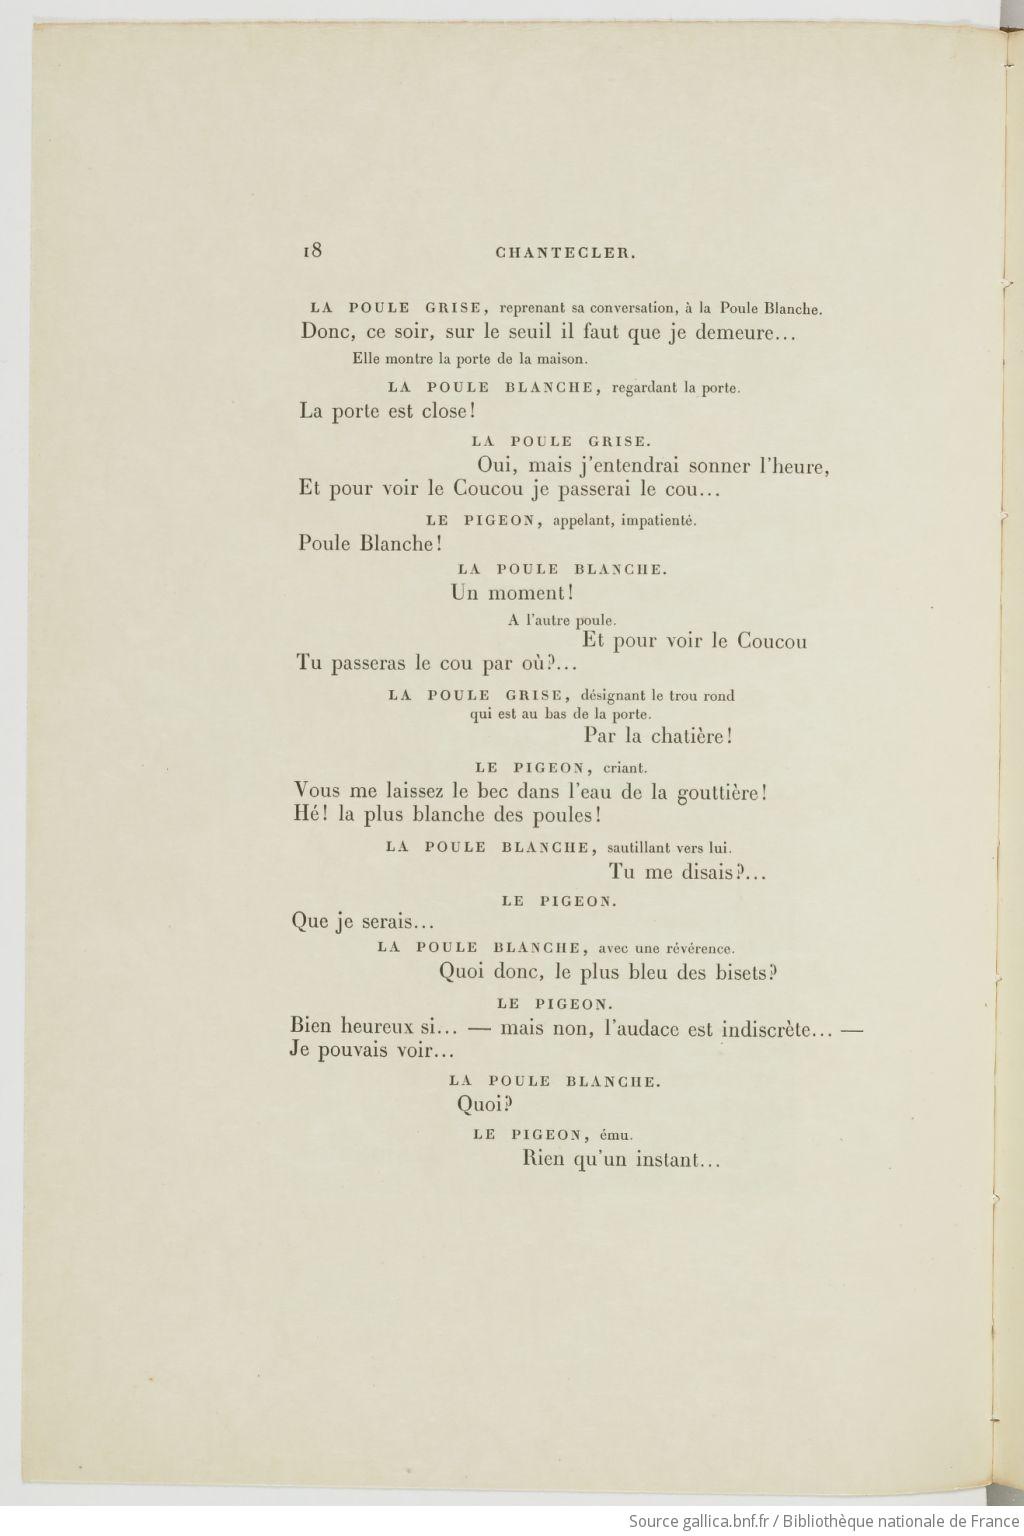 18 CHANTECLER.
LA POULE GRISE, reprenant sa conversation, à la Poule Blanche.
Donc, ce soir, sur le seuil il faut que je demeure...
Elle montre la porte de la maison.
LA POULE BLANCHE, regardant la porte.
La porte est close!
LA POULE GRISE.
Oui, mais j'entendrai sonner l'heure,
Et pour voir le Coucou je passerai le cou...
LE PIGEON, appelant, impatienté.
Poule Blanche!
LA POULE BLANCHE.
Un moment!
A l'autre poule.
Et pour voir le Coucou
Tu passeras le cou par où?...
LA POULE GRISE, désignant le trou rond
qui est au bas de la porte.
Par la chatière!
LE PIGEON, criant.
Vous me laissez le bec dans l'eau de la gouttière!
Hé! la plus blanche des poules!
LA POULE BLANCHE, sautillant vers lui.
Tu me disais?...
LE PIGEON.
Que je serais...
LA POULE BLANCHE, avec une révérence.
Quoi donc, le plus bleu des bisets?
LE PIGEON.
Bien heureux si... — mais non, l'audace est indiscrète... —
Je pouvais voir...
LA POULE BLANCHE.
Quoi?
LE PIGEON, ému.
Rien qu'un instant...
Source gallica.bnf.fr / Bibliothèque nationale de France